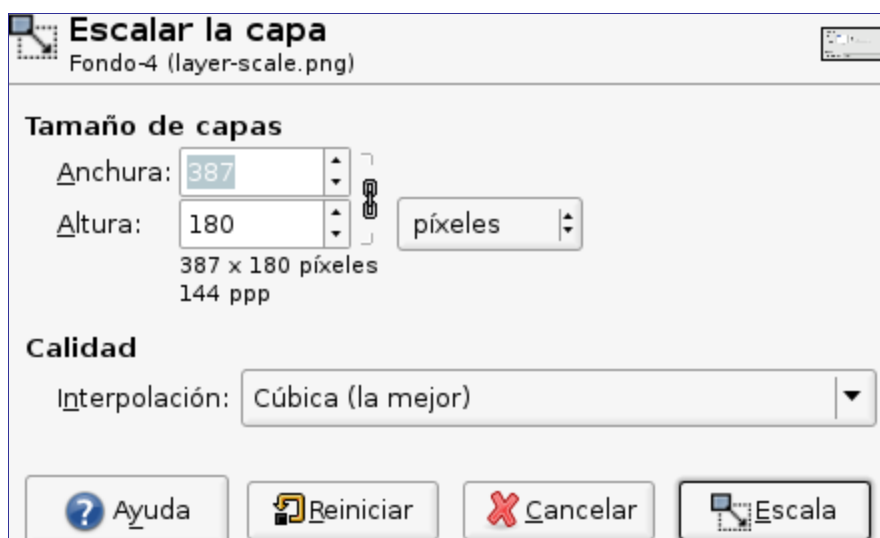 Escalar la capa
Fondo-4 (layer-scale.png)
Tamaño de capas
Anchura: 387
Altura: 180 píxeles
387 x 180 píxeles
144 ppp
Calidad
Interpolación: Cúbica (la mejor)
Ayuda Reiniciar Cancelar Escala